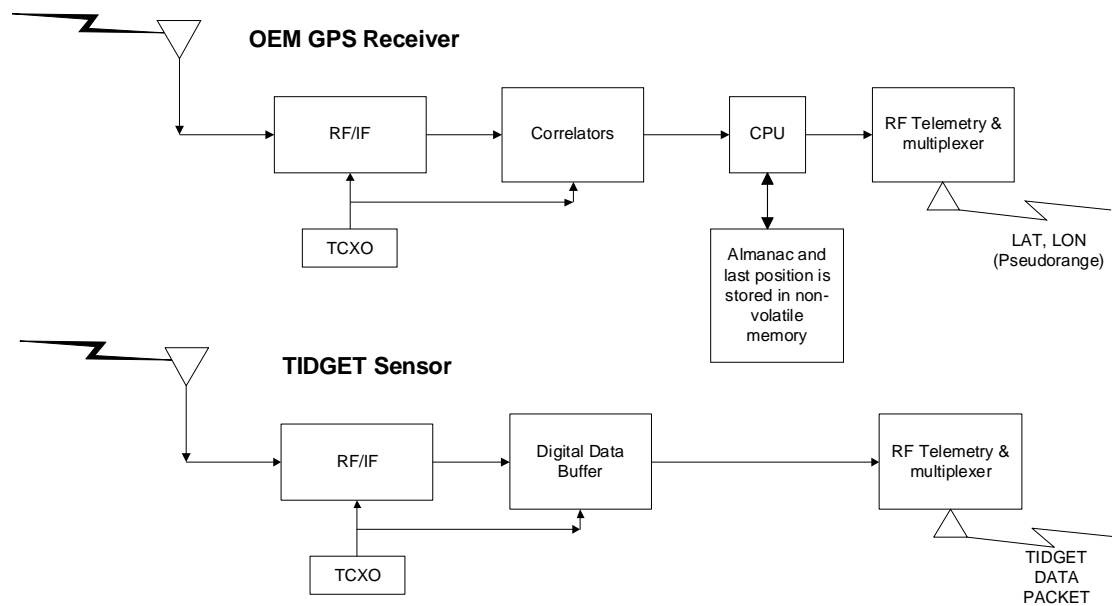 OEM GPS Receiver
RF/IF
Correlators
CPU
RF Telemetry &
multiplexer
TCXO
Almanac and
last position is
stored in non-
volatile
memory
LAT, LON
(Pseudorange)
TIDGET Sensor
RF/IF
Digital Data
Buffer
RF Telemetry &
multiplexer
TCXO
TIDGET
DATA
PACKET